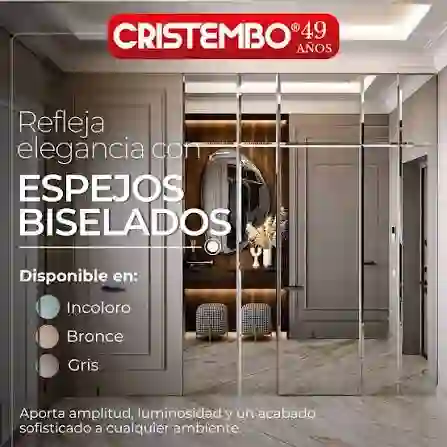 CRISTEMBO® 49
AÑOS
Refleja
elegancia con
ESPEJOS
BISELADOS
Disponible en:
Incoloro
Bronce
Gris
Aporta amplitud, luminosidad y un acabado
sofisticado a cualquier ambiente.